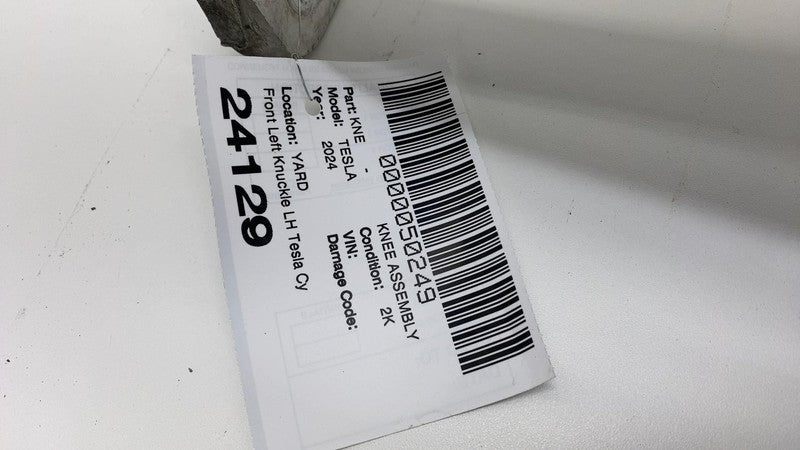 0000050249
Part: KNE - KNEE ASSEMBLY
Model: TESLA Condition: 2K
Year: 2024 VIN:
Damage Code:
Location: YARD
Front Left Knuckle LH Tesla Cy
24129